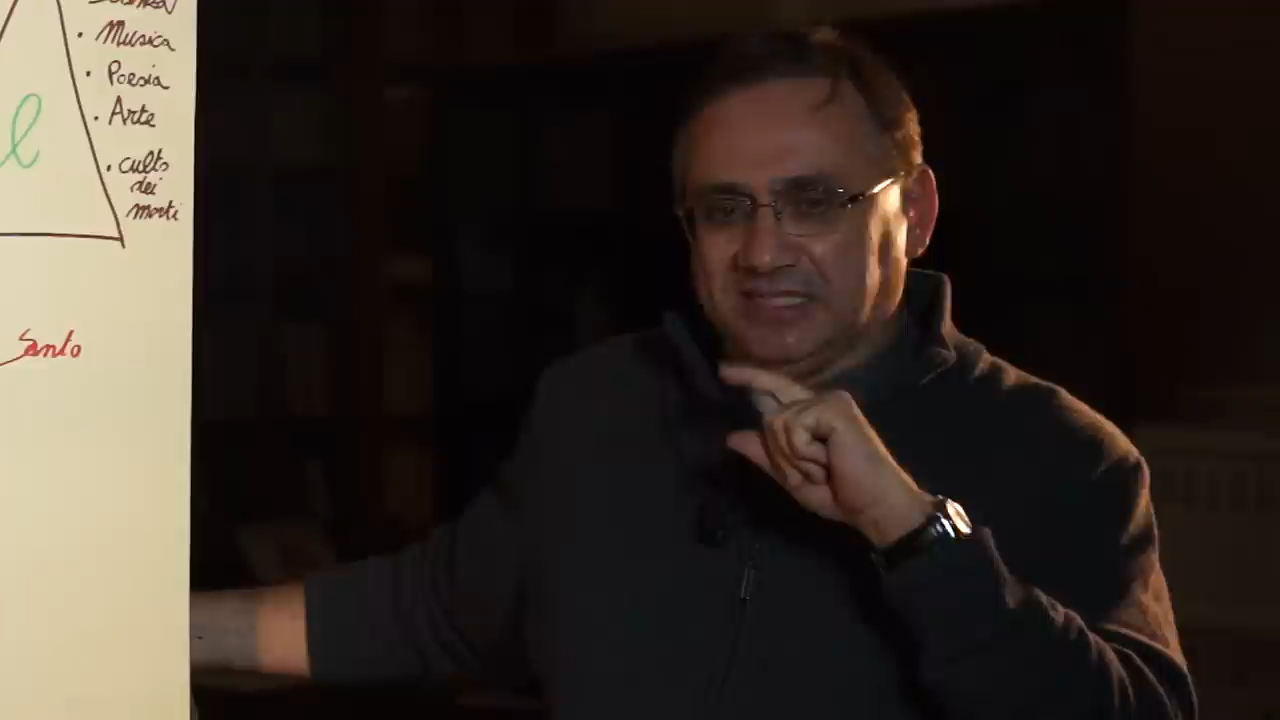 • Musica
• Poesia
• Arte
l
• culto
dei
morti
Santo